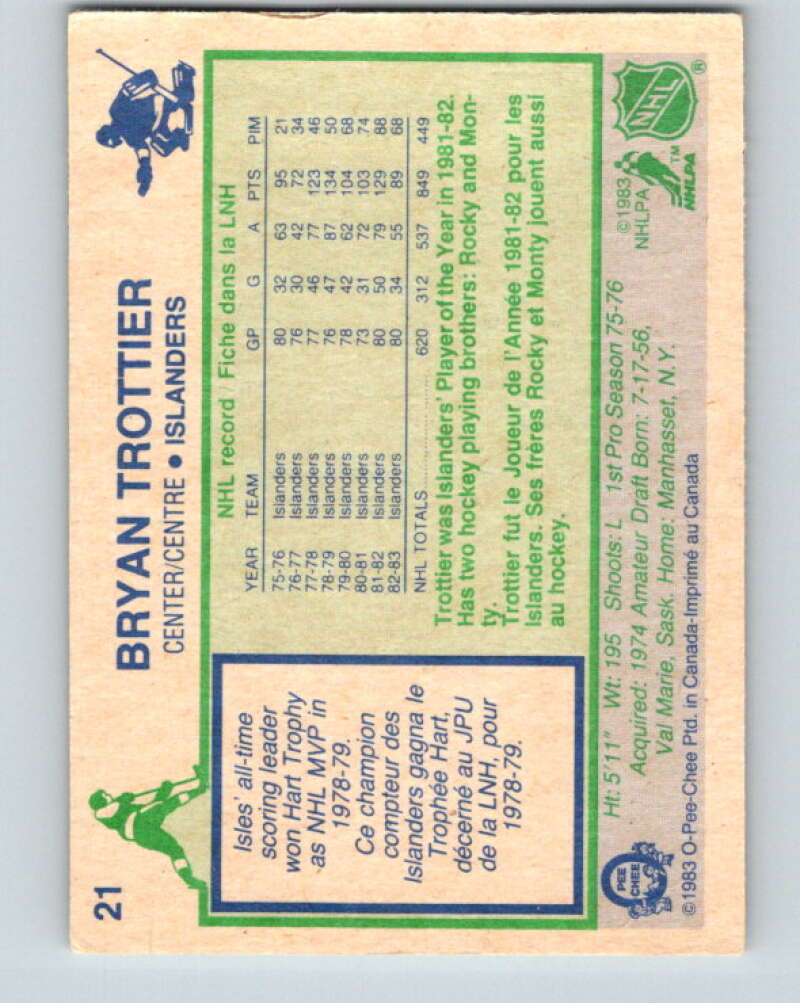 21
BRYAN TROTTIER
CENTER/CENTRE • ISLANDERS
Isles' all-time
scoring leader
won Hart Trophy
as NHL MVP in
1978-79.
Ce champion
compteur des
Islanders gagna le
Trophée Hart,
décerné au JPU
de la LNH, pour
1978-79.
NHL record Fiche dans la LNH
YEAR TEAM GP G A PTS PIM
75-76 Islanders 80 32 63 95 21
76-77 Islanders 76 30 42 72 34
77-78 Islanders 77 46 77 123 46
78-79 Islanders 76 47 87 134 50
79-80 Islanders 78 42 62 104 68
80-81 Islanders 73 31 72 103 74
81-82 Islanders 80 50 79 129 88
82-83 Islanders 80 34 55 89 68
NHL TOTALS .......... 620 312 537 849 449
Trottier was Islanders' Player of the Year in 1981-82.
Has two hockey playing brothers: Rocky and Mon-
ty.
Trottier fut le Joueur de l'Année 1981-82 pour les
Islanders. Ses frères Rocky et Monty jouent aussi
au hockey.
Ht: 5'11" Wt: 195 Shoots: L 1st Pro Season 75-76
Acquired: 1974 Amateur Draft Born: 7-17-56,
Val Marie, Sask. Home: Manhasset, N.Y.
©1983 O-Pee-Chee Ptd. in Canada-Imprimé au Canada
O
PEE
CHEE
©1983
NHLPA
NHL
®
TM
NHLPA